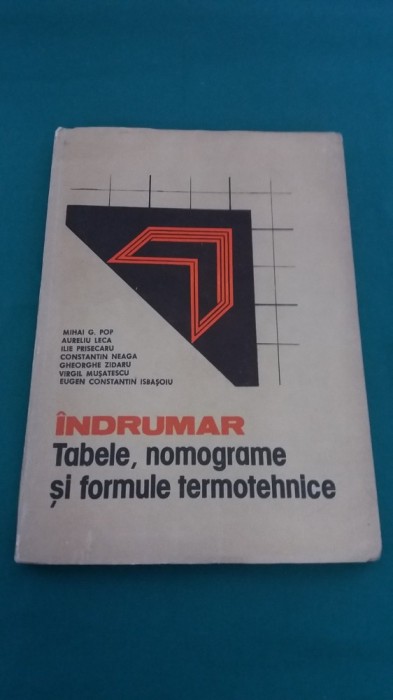 MIHAI G. POP
AURELIU LECA
ILIE PRISECARU
CONSTANTIN NEAGA
GHEORGHE ZIDARU
VIRGIL MUȘATESCU
EUGEN CONSTANTIN ISBĂȘOIU
ÎNDRUMAR
Tabele, nomograme
și formule termotehnice